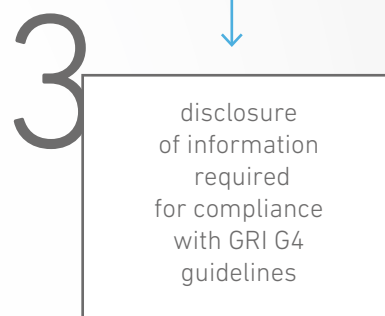 3
disclosure
of information
required
for compliance
with GRI G4
guidelines